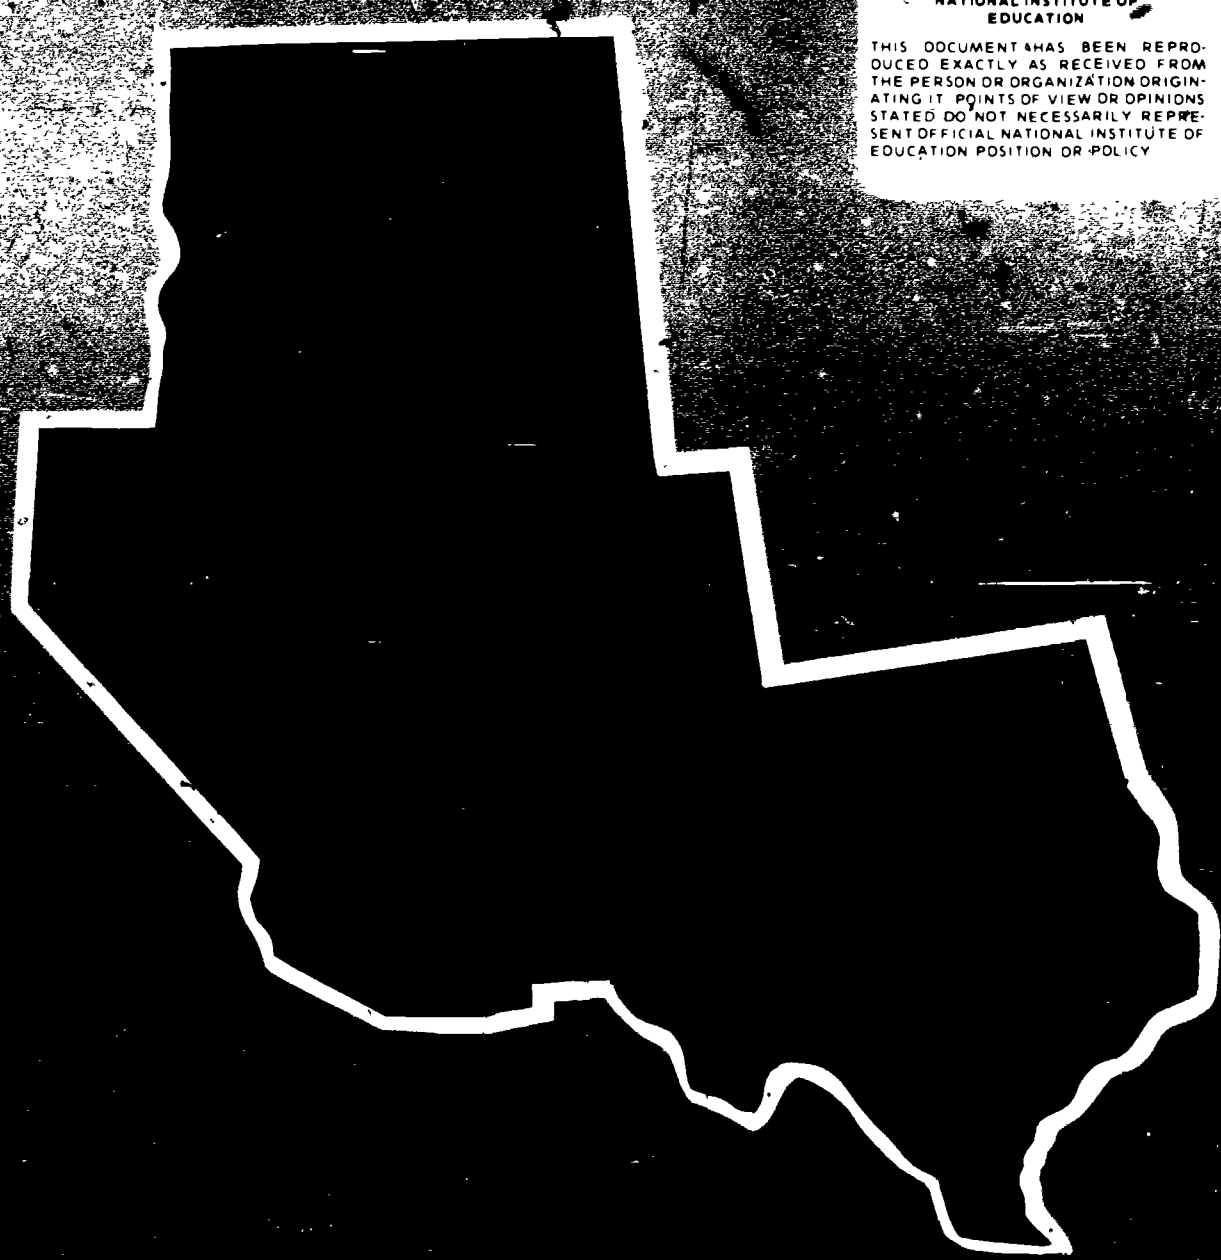 NATIONAL INSTITUTE OF
EDUCATION
THIS DOCUMENT HAS BEEN REPRO-
DUCED EXACTLY AS RECEIVED FROM
THE PERSON OR ORGANIZATION ORIGIN-
ATING IT POINTS OF VIEW OR OPINIONS
STATED DO NOT NECESSARILY REPRE-
SENT OFFICIAL NATIONAL INSTITUTE OF
EDUCATION POSITION OR POLICY